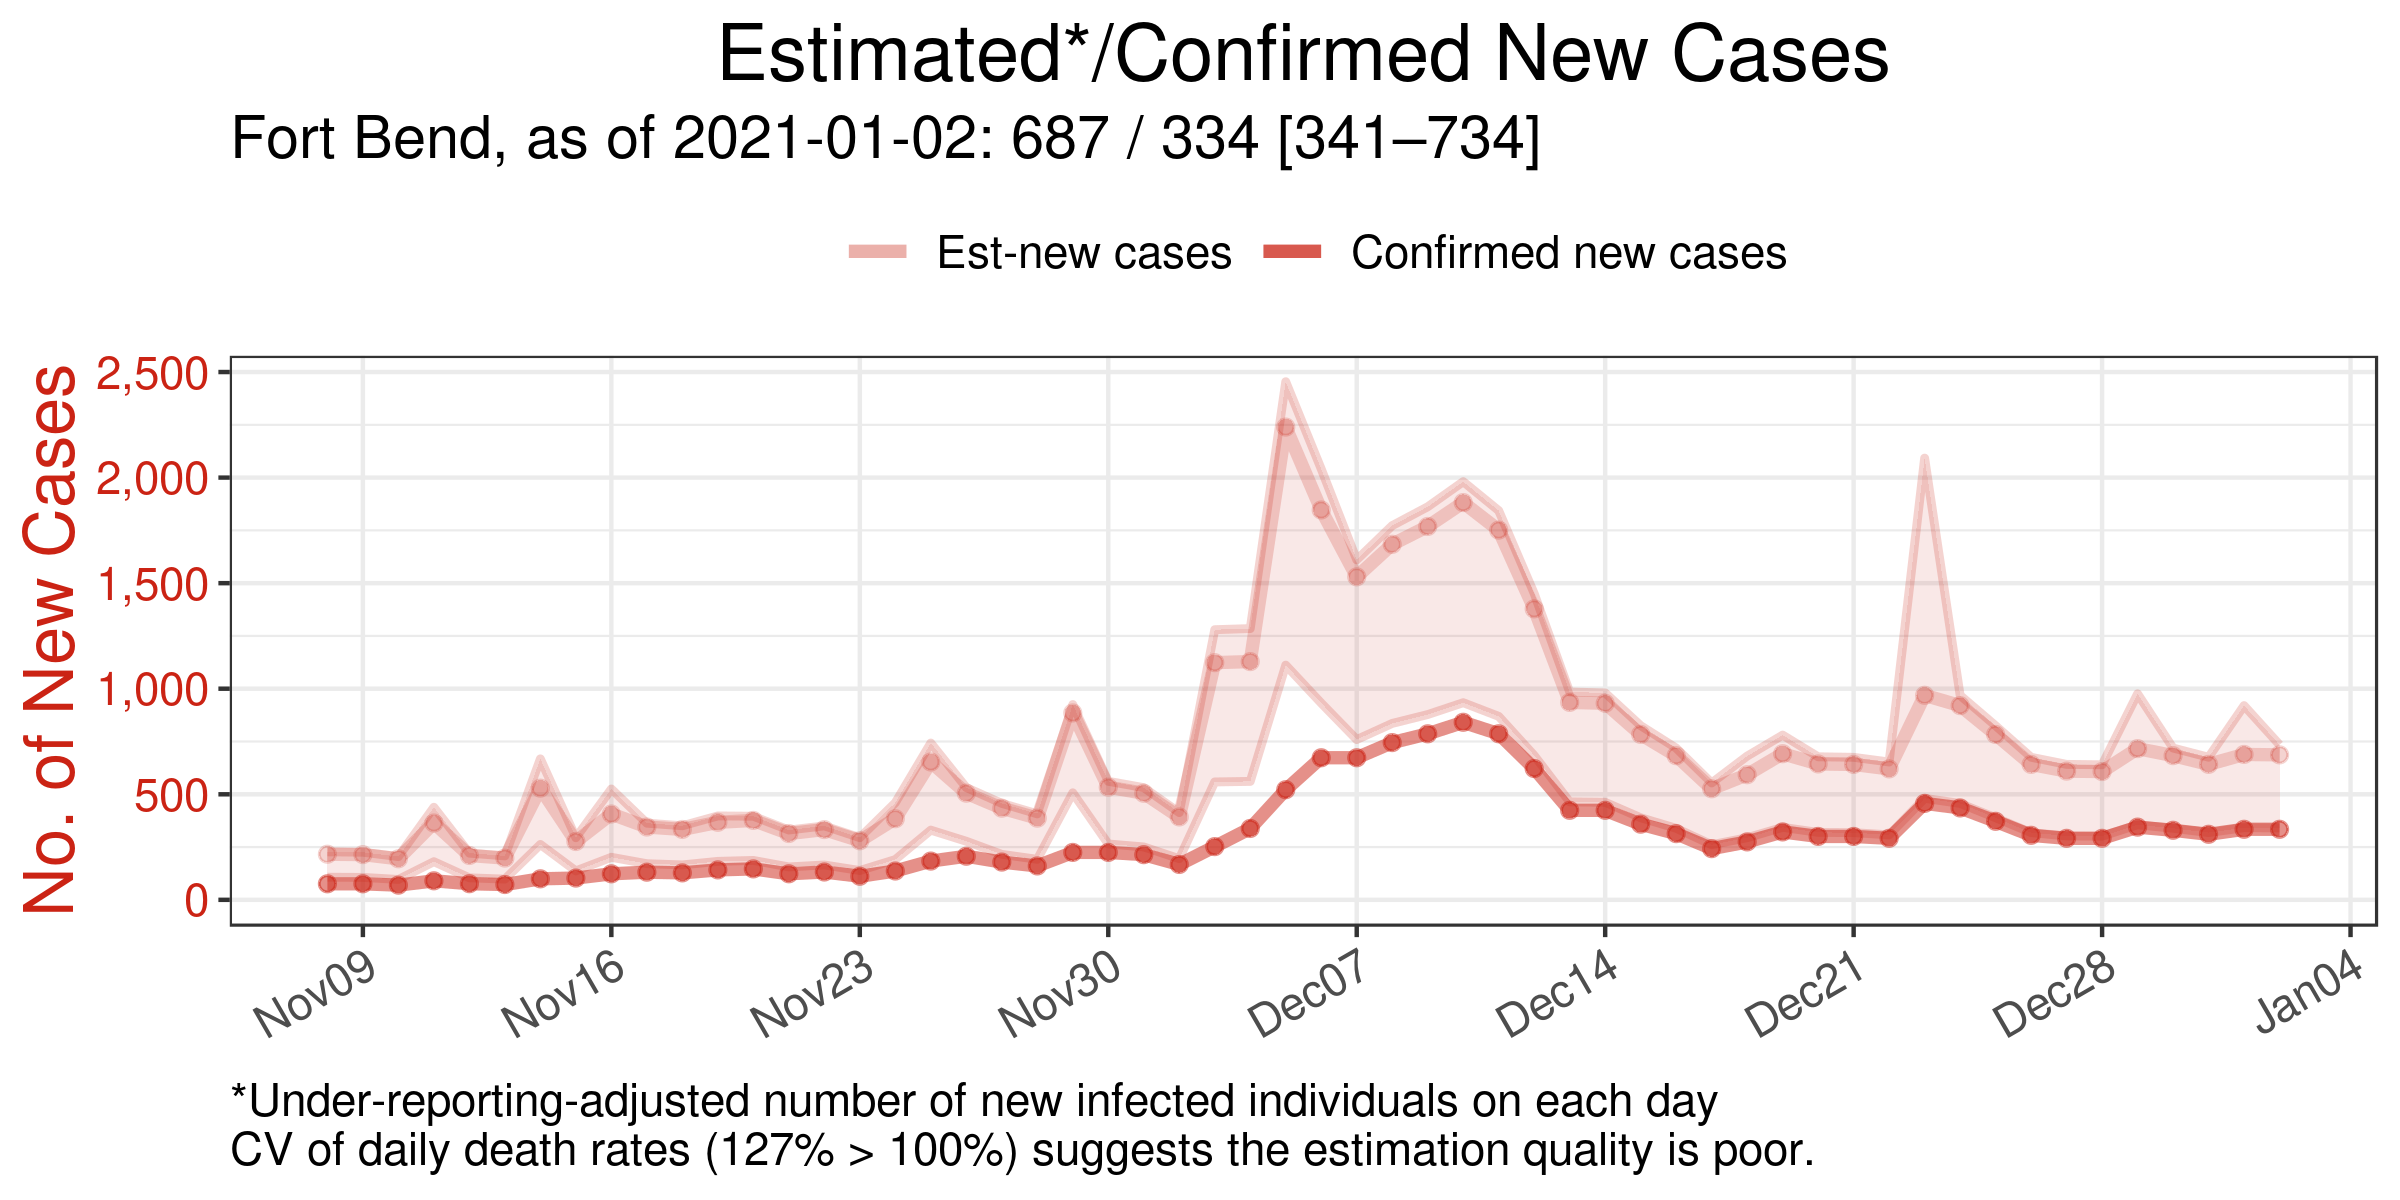 Estimated*/Confirmed New Cases
Fort Bend, as of 2021-01-02: 687 / 334 [341–734]
Est-new cases
Confirmed new cases
No. of New Cases
2,500
2,000
1,500
1,000
500
0
Nov09
Nov16
Nov23
Nov30
Dec07
Dec14
Dec21
Dec28
Jan04
*Under-reporting-adjusted number of new infected individuals on each day
CV of daily death rates (127% > 100%) suggests the estimation quality is poor.